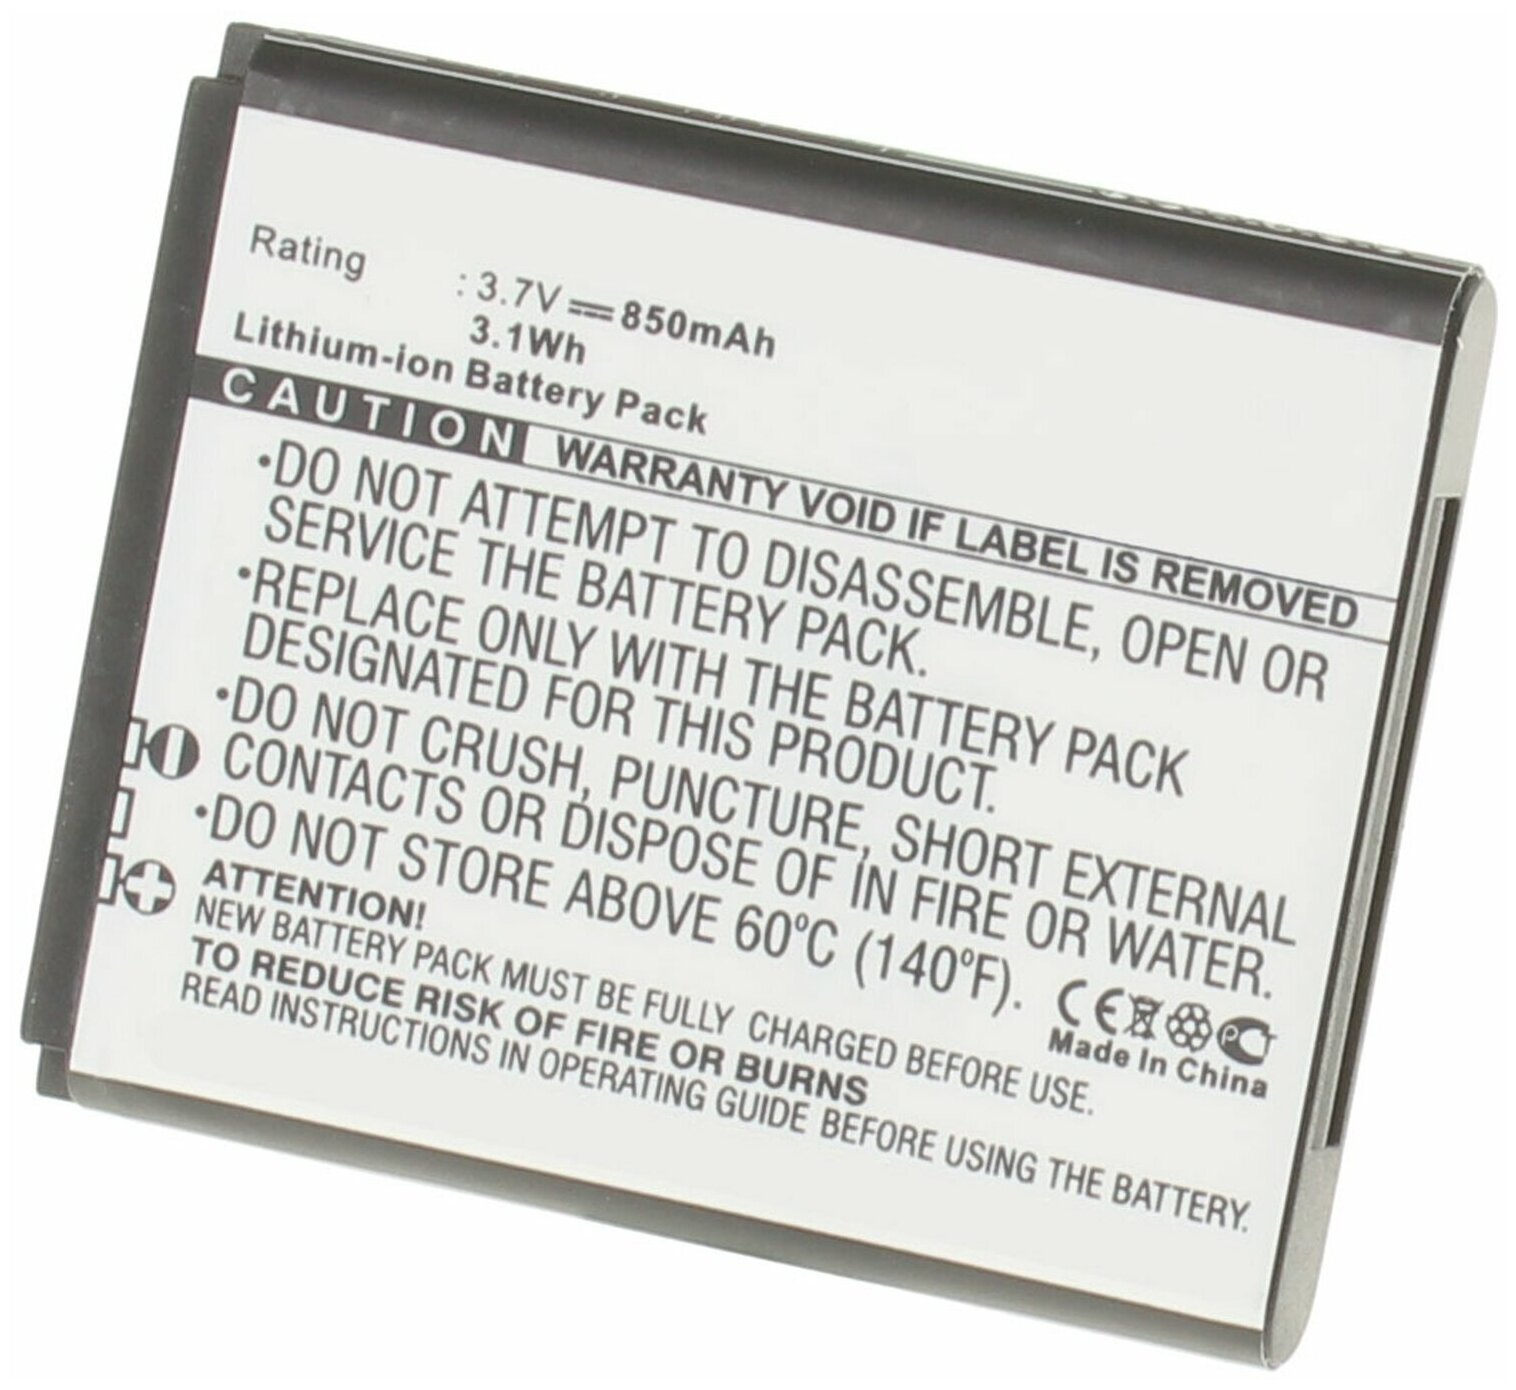 Rating : 3.7V ⎓ 850mAh
3.1Wh
Lithium-ion Battery Pack
CAUTION WARRANTY VOID IF LABEL IS REMOVED
•DO NOT ATTEMPT TO DISASSEMBLE, OPEN OR
SERVICE THE BATTERY PACK.
•REPLACE ONLY WITH THE BATTERY PACK
DESIGNATED FOR THIS PRODUCT.
•DO NOT CRUSH, PUNCTURE, SHORT EXTERNAL
CONTACTS OR DISPOSE OF IN FIRE OR WATER.
•DO NOT STORE ABOVE 60°C (140°F).
ATTENTION!
NEW BATTERY PACK MUST BE FULLY CHARGED BEFORE USE.
TO REDUCE RISK OF FIRE OR BURNS
READ INSTRUCTIONS IN OPERATING GUIDE BEFORE USING THE BATTERY.
CE
Made In China